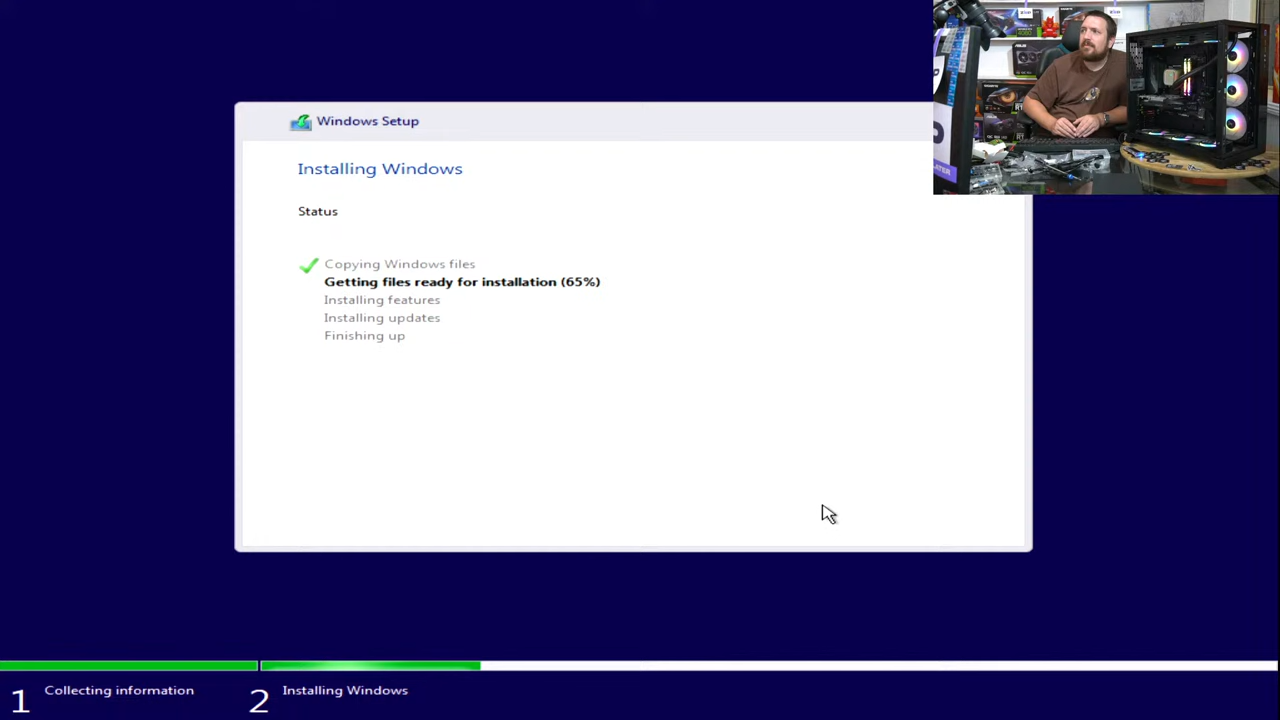 Windows Setup
Installing Windows
Status
Copying Windows files
Getting files ready for installation (65%)
Installing features
Installing updates
Finishing up
1 Collecting information
2 Installing Windows